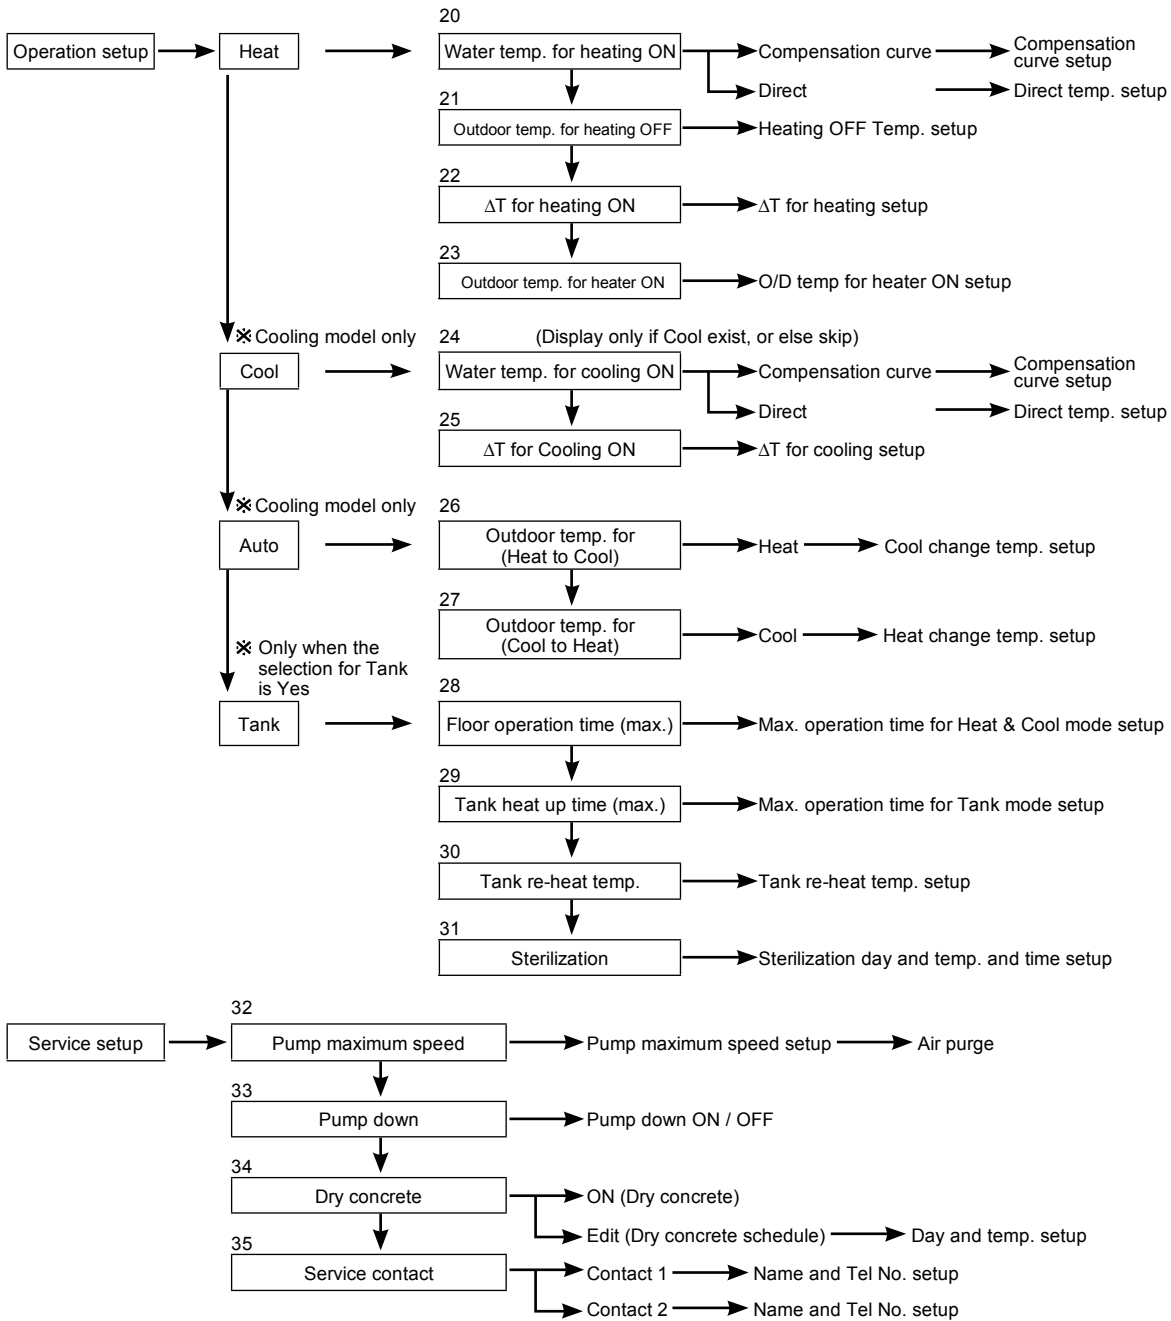 20
Operation setup
Heat
Water temp. for heating ON
Compensation curve
Compensation
curve setup
Direct
Direct temp. setup
21
Outdoor temp. for heating OFF
Heating OFF Temp. setup
22
ΔT for heating ON
ΔT for heating setup
23
Outdoor temp. for heater ON
O/D temp for heater ON setup
※ Cooling model only
24
(Display only if Cool exist, or else skip)
Cool
Water temp. for cooling ON
Compensation curve
Compensation
curve setup
Direct
Direct temp. setup
25
ΔT for Cooling ON
ΔT for cooling setup
※ Cooling model only
26
Auto
Outdoor temp. for
(Heat to Cool)
Heat
Cool change temp. setup
27
Outdoor temp. for
(Cool to Heat)
Cool
Heat change temp. setup
※ Only when the
selection for Tank
is Yes
28
Tank
Floor operation time (max.)
Max. operation time for Heat & Cool mode setup
29
Tank heat up time (max.)
Max. operation time for Tank mode setup
30
Tank re-heat temp.
Tank re-heat temp. setup
31
Sterilization
Sterilization day and temp. and time setup
32
Service setup
Pump maximum speed
Pump maximum speed setup
Air purge
33
Pump down
Pump down ON / OFF
34
Dry concrete
ON (Dry concrete)
Edit (Dry concrete schedule)
Day and temp. setup
35
Service contact
Contact 1
Name and Tel No. setup
Contact 2
Name and Tel No. setup